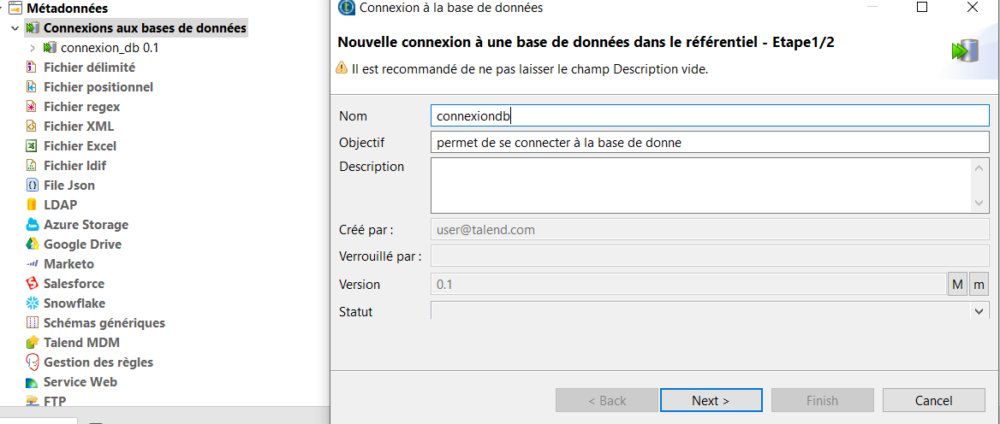 Métadonnées
Connexions aux bases de données
connexion_db 0.1
Fichier délimité
Fichier positionnel
Fichier regex
Fichier XML
Fichier Excel
Fichier ldif
File Json
LDAP
Azure Storage
Google Drive
Marketo
Salesforce
Snowflake
Schémas génériques
Talend MDM
Gestion des règles
Service Web
FTP
Connexion à la base de données
Nouvelle connexion à une base de données dans le référentiel - Etape1/2
Il est recommandé de ne pas laisser le champ Description vide.
Nom connexiondb
Objectif permet de se connecter à la base de donne
Description
Créé par : user@talend.com
Verrouillé par :
Version 0.1 M m
Statut
< Back Next > Finish Cancel